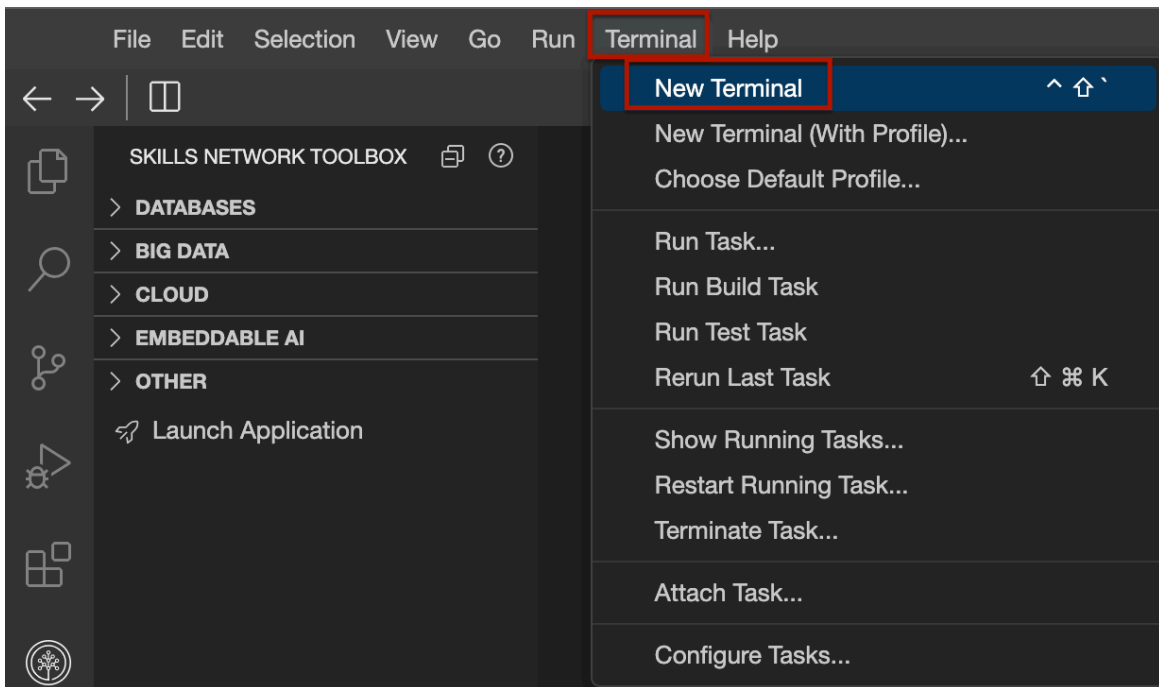 File Edit Selection View Go Run Terminal Help
SKILLS NETWORK TOOLBOX
DATABASES
BIG DATA
CLOUD
EMBEDDABLE AI
OTHER
Launch Application
New Terminal ^ ⇧ `
New Terminal (With Profile)...
Choose Default Profile...
Run Task...
Run Build Task
Run Test Task
Rerun Last Task ⇧ ⌘ K
Show Running Tasks...
Restart Running Task...
Terminate Task...
Attach Task...
Configure Tasks...